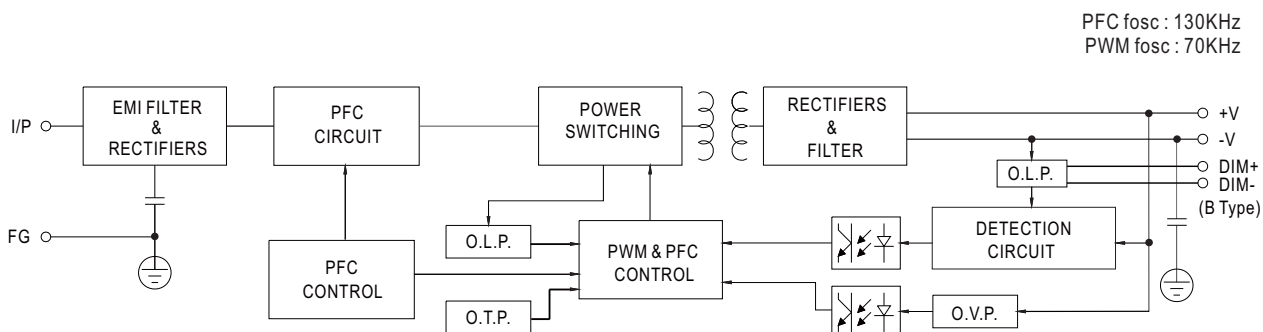 PFC fosc : 130KHz
PWM fosc : 70KHz
I/P
EMI FILTER
&
RECTIFIERS
PFC
CIRCUIT
POWER
SWITCHING
RECTIFIERS
&
FILTER
+V
-V
O.L.P.
DIM+
DIM-
(B Type)
FG
O.L.P.
PFC
CONTROL
PWM & PFC
CONTROL
DETECTION
CIRCUIT
O.T.P.
O.V.P.